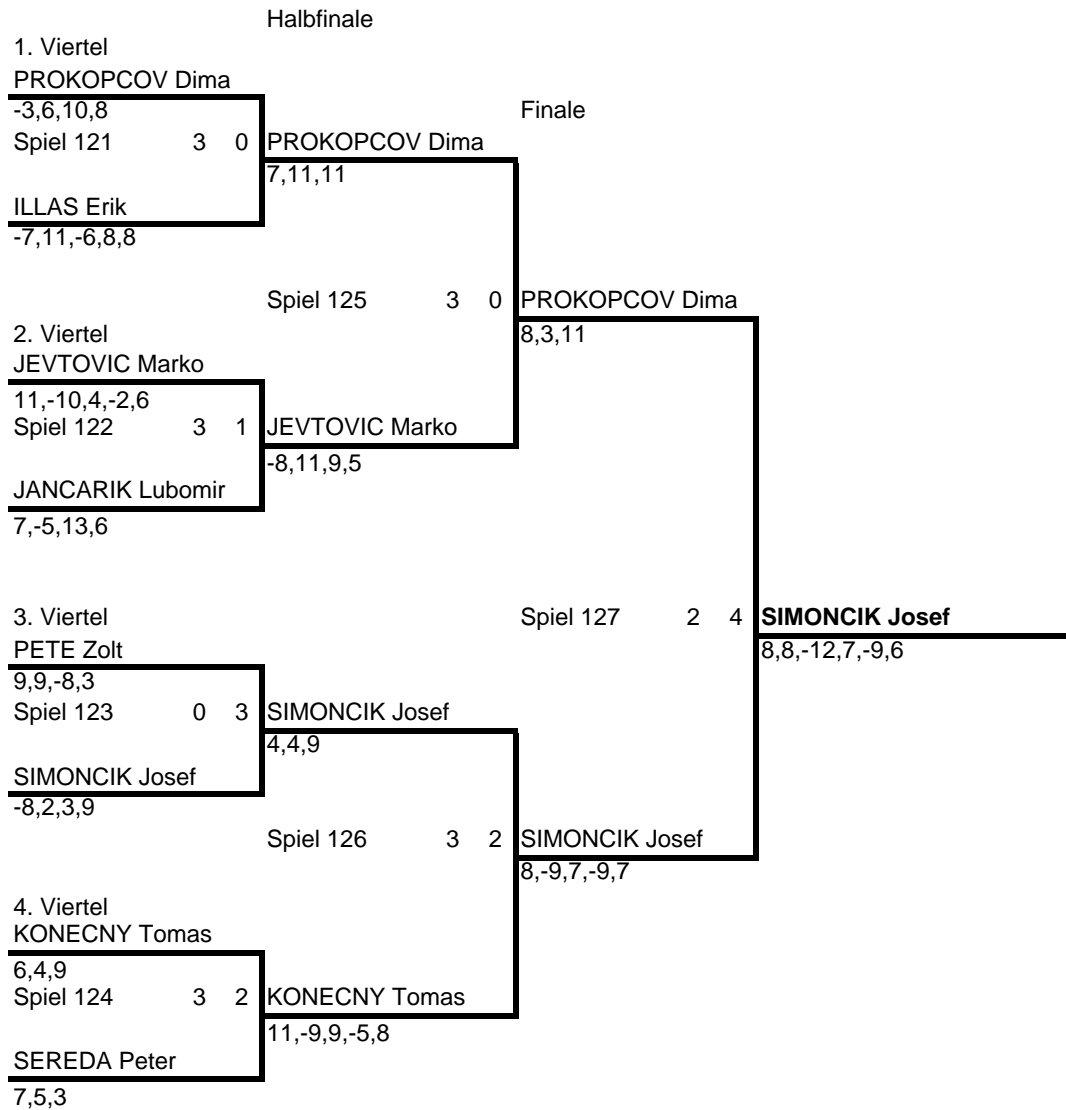 Halbfinale
1. Viertel
PROKOPCOV Dima
-3,6,10,8
Finale
Spiel 121 3 0 PROKOPCOV Dima
7,11,11
ILLAS Erik
-7,11,-6,8,8
Spiel 125 3 0 PROKOPCOV Dima
2. Viertel 8,3,11
JEVTOVIC Marko
11,-10,4,-2,6
Spiel 122 3 1 JEVTOVIC Marko
-8,11,9,5
JANCARIK Lubomir
7,-5,13,6
3. Viertel Spiel 127 2 4 SIMONCIK Josef
PETE Zolt 8,8,-12,7,-9,6
9,9,-8,3
Spiel 123 0 3 SIMONCIK Josef
4,4,9
SIMONCIK Josef
-8,2,3,9
Spiel 126 3 2 SIMONCIK Josef
8,-9,7,-9,7
4. Viertel
KONECNY Tomas
6,4,9
Spiel 124 3 2 KONECNY Tomas
11,-9,9,-5,8
SEREDA Peter
7,5,3